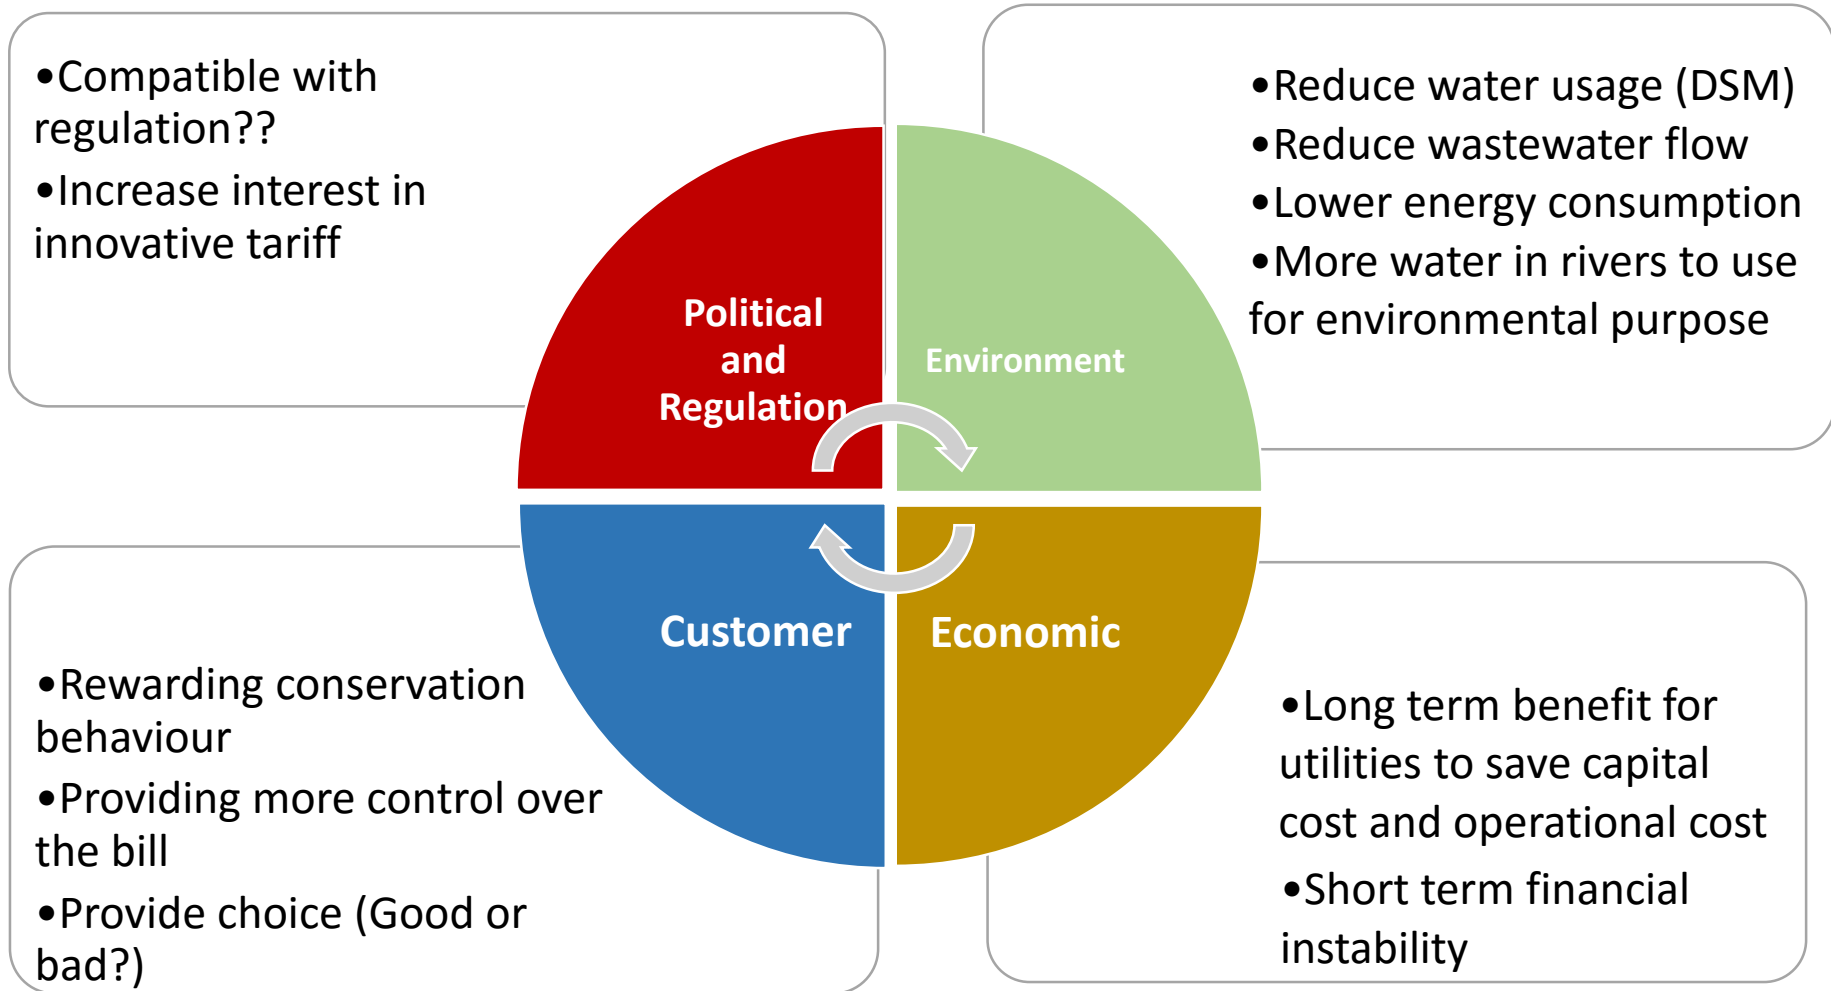 •Compatible with
regulation??
•Increase interest in
innovative tariff
•Reduce water usage (DSM)
•Reduce wastewater flow
•Lower energy consumption
•More water in rivers to use
for environmental purpose
Political
and
Regulation
Environment
Customer
Economic
•Rewarding conservation
behaviour
•Providing more control over
the bill
•Provide choice (Good or
bad?)
•Long term benefit for
utilities to save capital
cost and operational cost
•Short term financial
instability